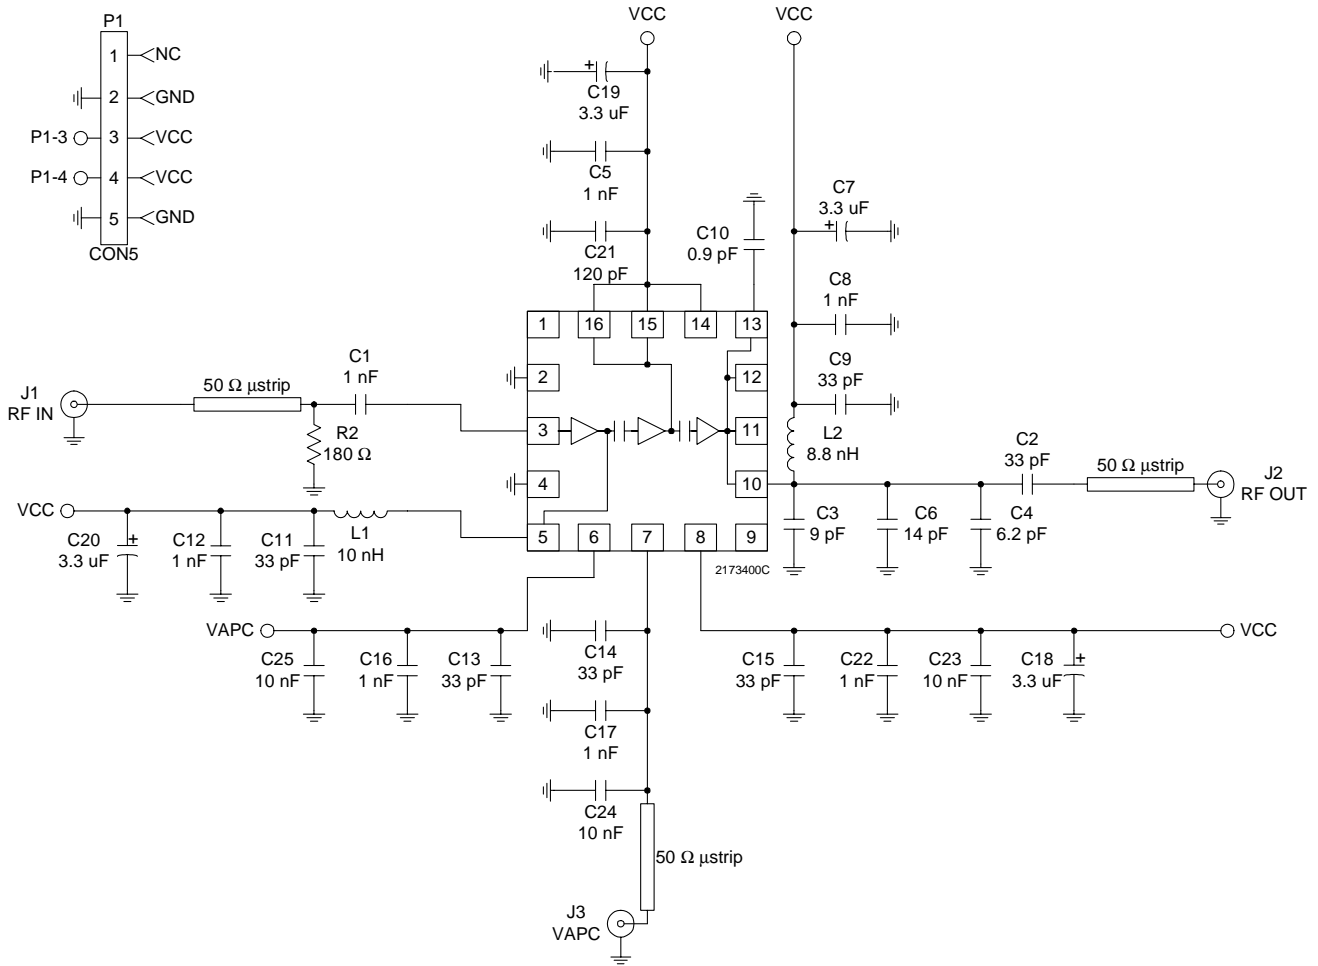 P1
1
NC
2
GND
P1-3
3
VCC
P1-4
4
VCC
5
GND
CON5
VCC
VCC
+
C19
3.3 uF
C5
1 nF
C21
120 pF
C10
0.9 pF
C7
3.3 uF
+
C8
1 nF
C9
33 pF
L2
8.8 nH
1
16
15
14
13
2
12
3
11
4
10
5
6
7
8
9
2173400C
J1
RF IN
50 Ω µstrip
C1
1 nF
R2
180 Ω
VCC
C20
3.3 uF
+
C12
1 nF
C11
33 pF
L1
10 nH
C3
9 pF
C6
14 pF
C4
6.2 pF
C2
33 pF
50 Ω µstrip
J2
RF OUT
VAPC
C25
10 nF
C16
1 nF
C13
33 pF
C14
33 pF
C17
1 nF
C24
10 nF
50 Ω µstrip
J3
VAPC
C15
33 pF
C22
1 nF
C23
10 nF
C18
3.3 uF
+
VCC